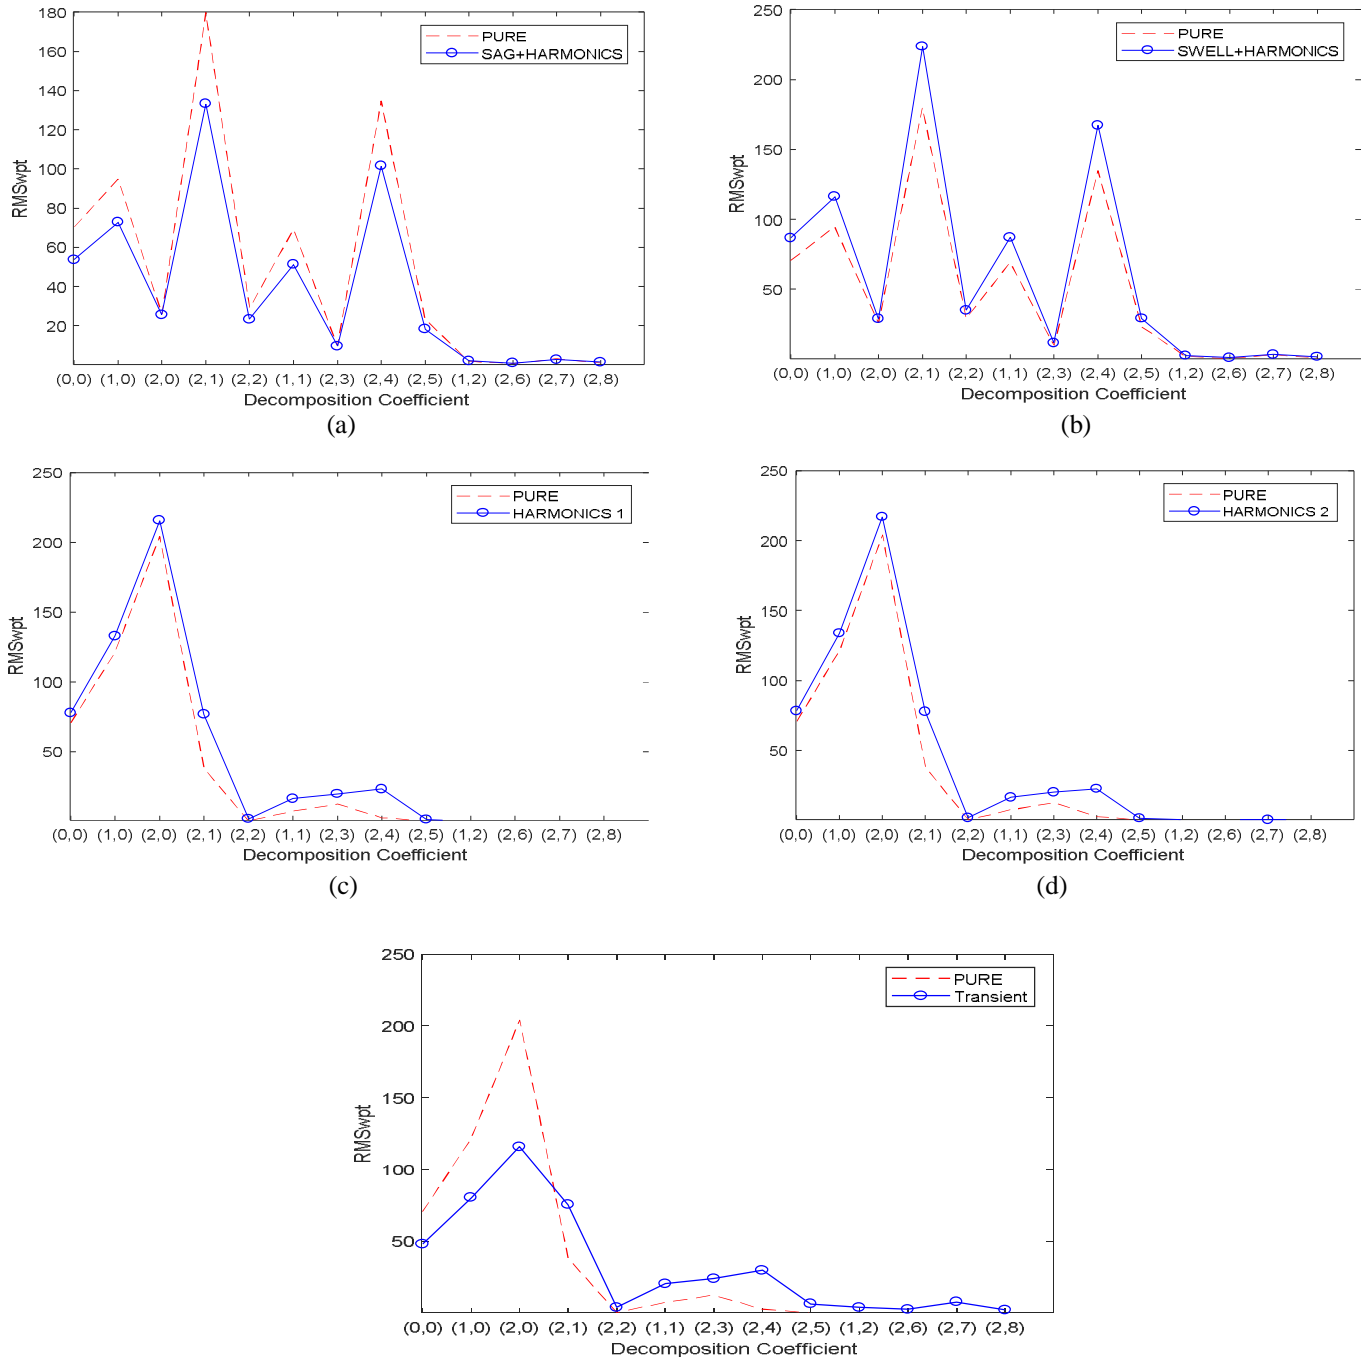 180
160
140
120
100
80
60
40
20
RMSwpt
PURE
SAG+HARMONICS
(0,0) (1,0) (2,0) (2,1) (2,2) (1,1) (2,3) (2,4) (2,5) (1,2) (2,6) (2,7) (2,8)
Decomposition Coefficient
(a)
250
200
150
100
50
RMSwpt
PURE
SWELL+HARMONICS
(0,0) (1,0) (2,0) (2,1) (2,2) (1,1) (2,3) (2,4) (2,5) (1,2) (2,6) (2,7) (2,8)
Decomposition Coefficient
(b)
250
200
150
100
50
RMSwpt
PURE
HARMONICS 1
(0,0) (1,0) (2,0) (2,1) (2,2) (1,1) (2,3) (2,4) (2,5) (1,2) (2,6) (2,7) (2,8)
Decomposition Coefficient
(c)
250
200
150
100
50
RMSwpt
PURE
HARMONICS 2
(0,0) (1,0) (2,0) (2,1) (2,2) (1,1) (2,3) (2,4) (2,5) (1,2) (2,6) (2,7) (2,8)
Decomposition Coefficient
(d)
250
200
150
100
50
RMSwpt
PURE
Transient
(0,0) (1,0) (2,0) (2,1) (2,2) (1,1) (2,3) (2,4) (2,5) (1,2) (2,6) (2,7) (2,8)
Decomposition Coefficient